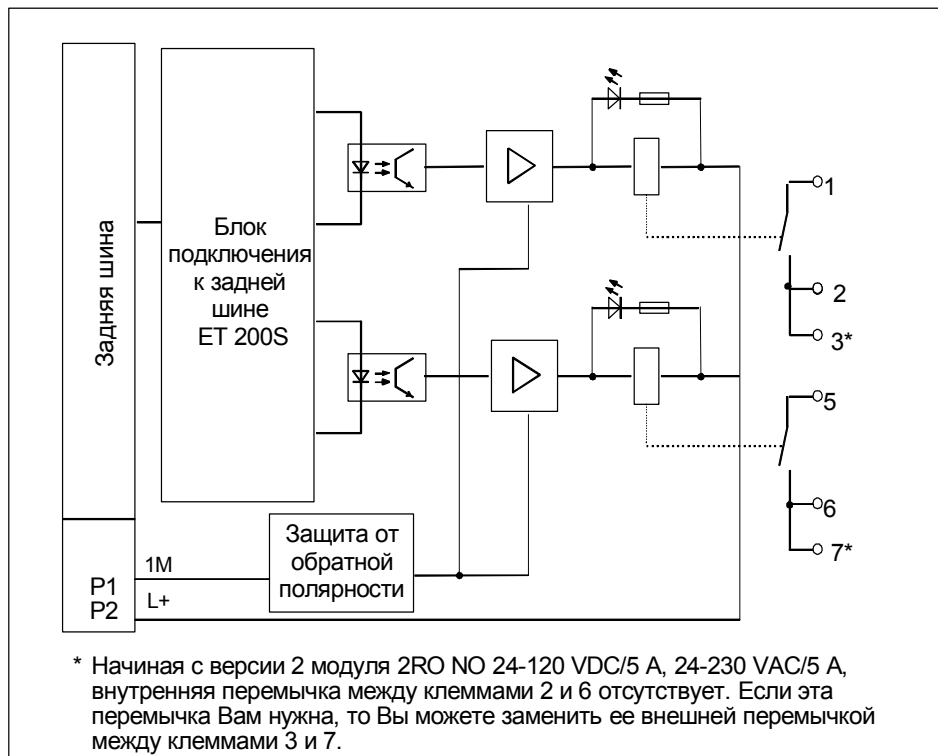 Задняя шина
Блок
подключения
к задней
шине
ET 200S
1
2
3*
5
6
7*
Защита от
обратной
полярности
1M
L+
P1
P2
* Начиная с версии 2 модуля 2RO NO 24-120 VDC/5 A, 24-230 VAC/5 A,
внутренняя перемычка между клеммами 2 и 6 отсутствует. Если эта
перемычка Вам нужна, то Вы можете заменить ее внешней перемычкой
между клеммами 3 и 7.